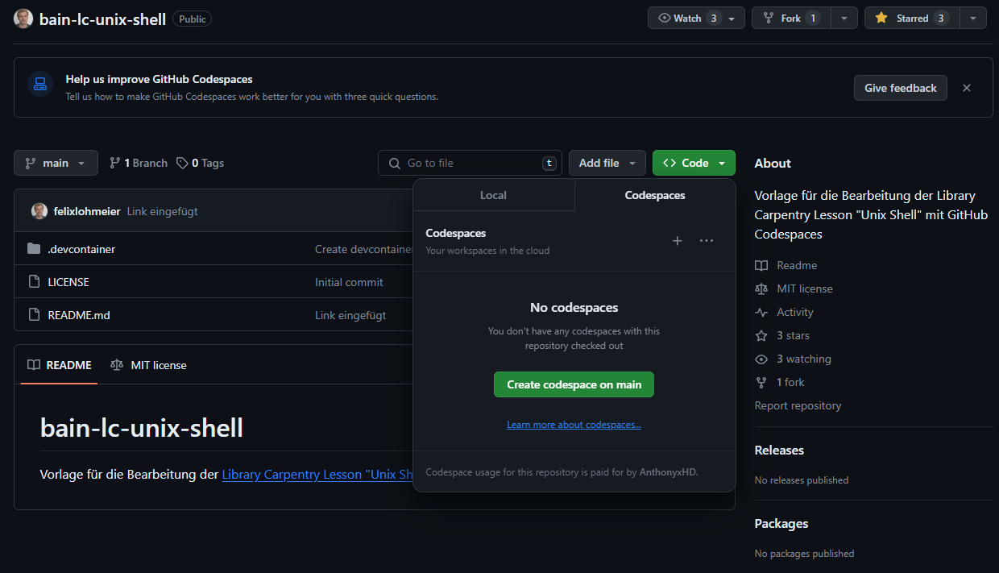 bain-lc-unix-shell Public
Watch 3 Fork 1 Starred 3
Help us improve GitHub Codespaces
Tell us how to make GitHub Codespaces work better for you with three quick questions.
Give feedback
main 1 Branch 0 Tags
Go to file t
Add file
Code
Local Codespaces
Codespaces
Your workspaces in the cloud
No codespaces
You don't have any codespaces with this
repository checked out
Create codespace on main
Learn more about codespaces...
Codespace usage for this repository is paid for by AnthonyxHD.
felixlohmeier Link eingefügt
.devcontainer Create devcontaine
LICENSE Initial commit
README.md Link eingefügt
README MIT license
bain-lc-unix-shell
Vorlage für die Bearbeitung der Library Carpentry Lesson "Unix Sh
About
Vorlage für die Bearbeitung der Library
Carpentry Lesson "Unix Shell" mit GitHub
Codespaces
Readme
MIT license
Activity
3 stars
3 watching
1 fork
Report repository
Releases
No releases published
Packages
No packages published